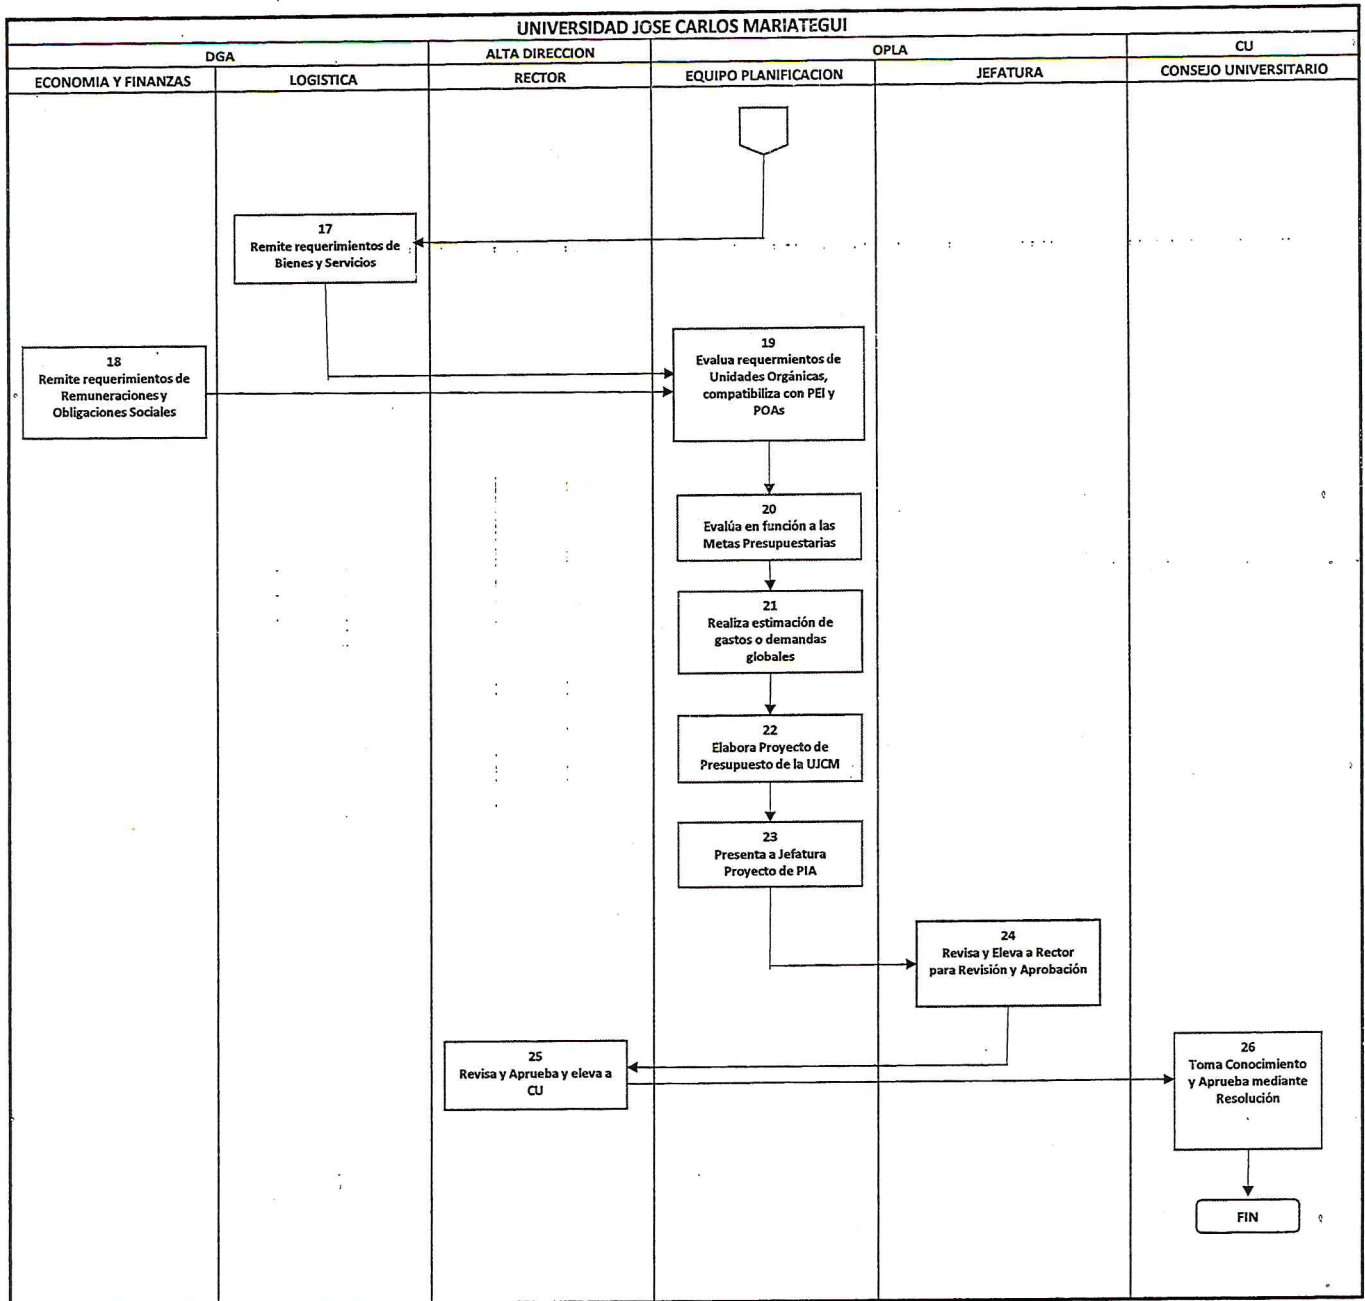 UNIVERSIDAD JOSE CARLOS MARIATEGUI
DGA
ALTA DIRECCION
OPLA
CU
ECONOMIA Y FINANZAS
LOGISTICA
RECTOR
EQUIPO PLANIFICACION
JEFATURA
CONSEJO UNIVERSITARIO
17
Remite requerimientos de
Bienes y Servicios
18
Remite requerimientos de
Remuneraciones y
Obligaciones Sociales
19
Evalua requermientos de
Unidades Orgánicas,
compatibiliza con PEI y
POAs
20
Evalúa en función a las
Metas Presupuestarias
21
Realiza estimación de
gastos o demandas
globales
22
Elabora Proyecto de
Presupuesto de la UJCM
23
Presenta a Jefatura
Proyecto de PIA
24
Revisa y Eleva a Rector
para Revisión y Aprobación
25
Revisa y Aprueba y eleva a
CU
26
Toma Conocimiento
y Aprueba mediante
Resolución
FIN